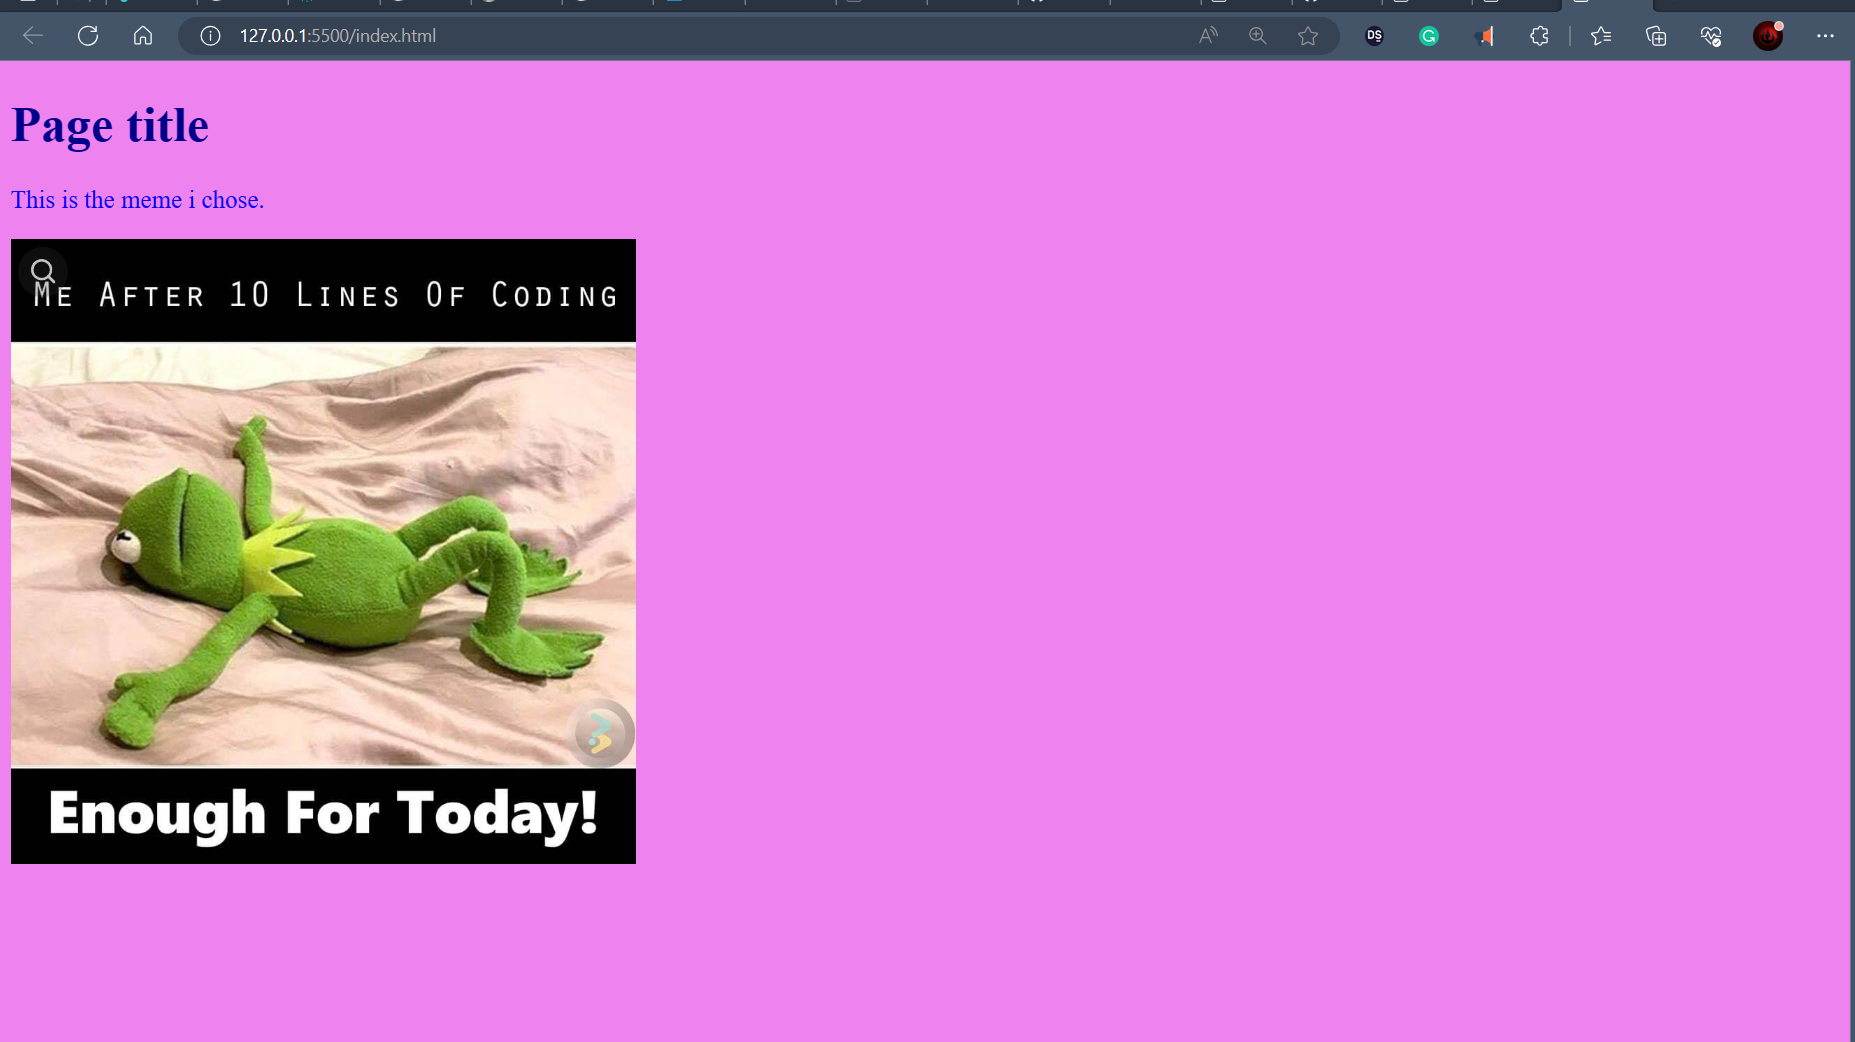 127.0.0.1:5500/index.html
DS
Page title
This is the meme i chose.
Me After 10 Lines Of Coding
Enough For Today!